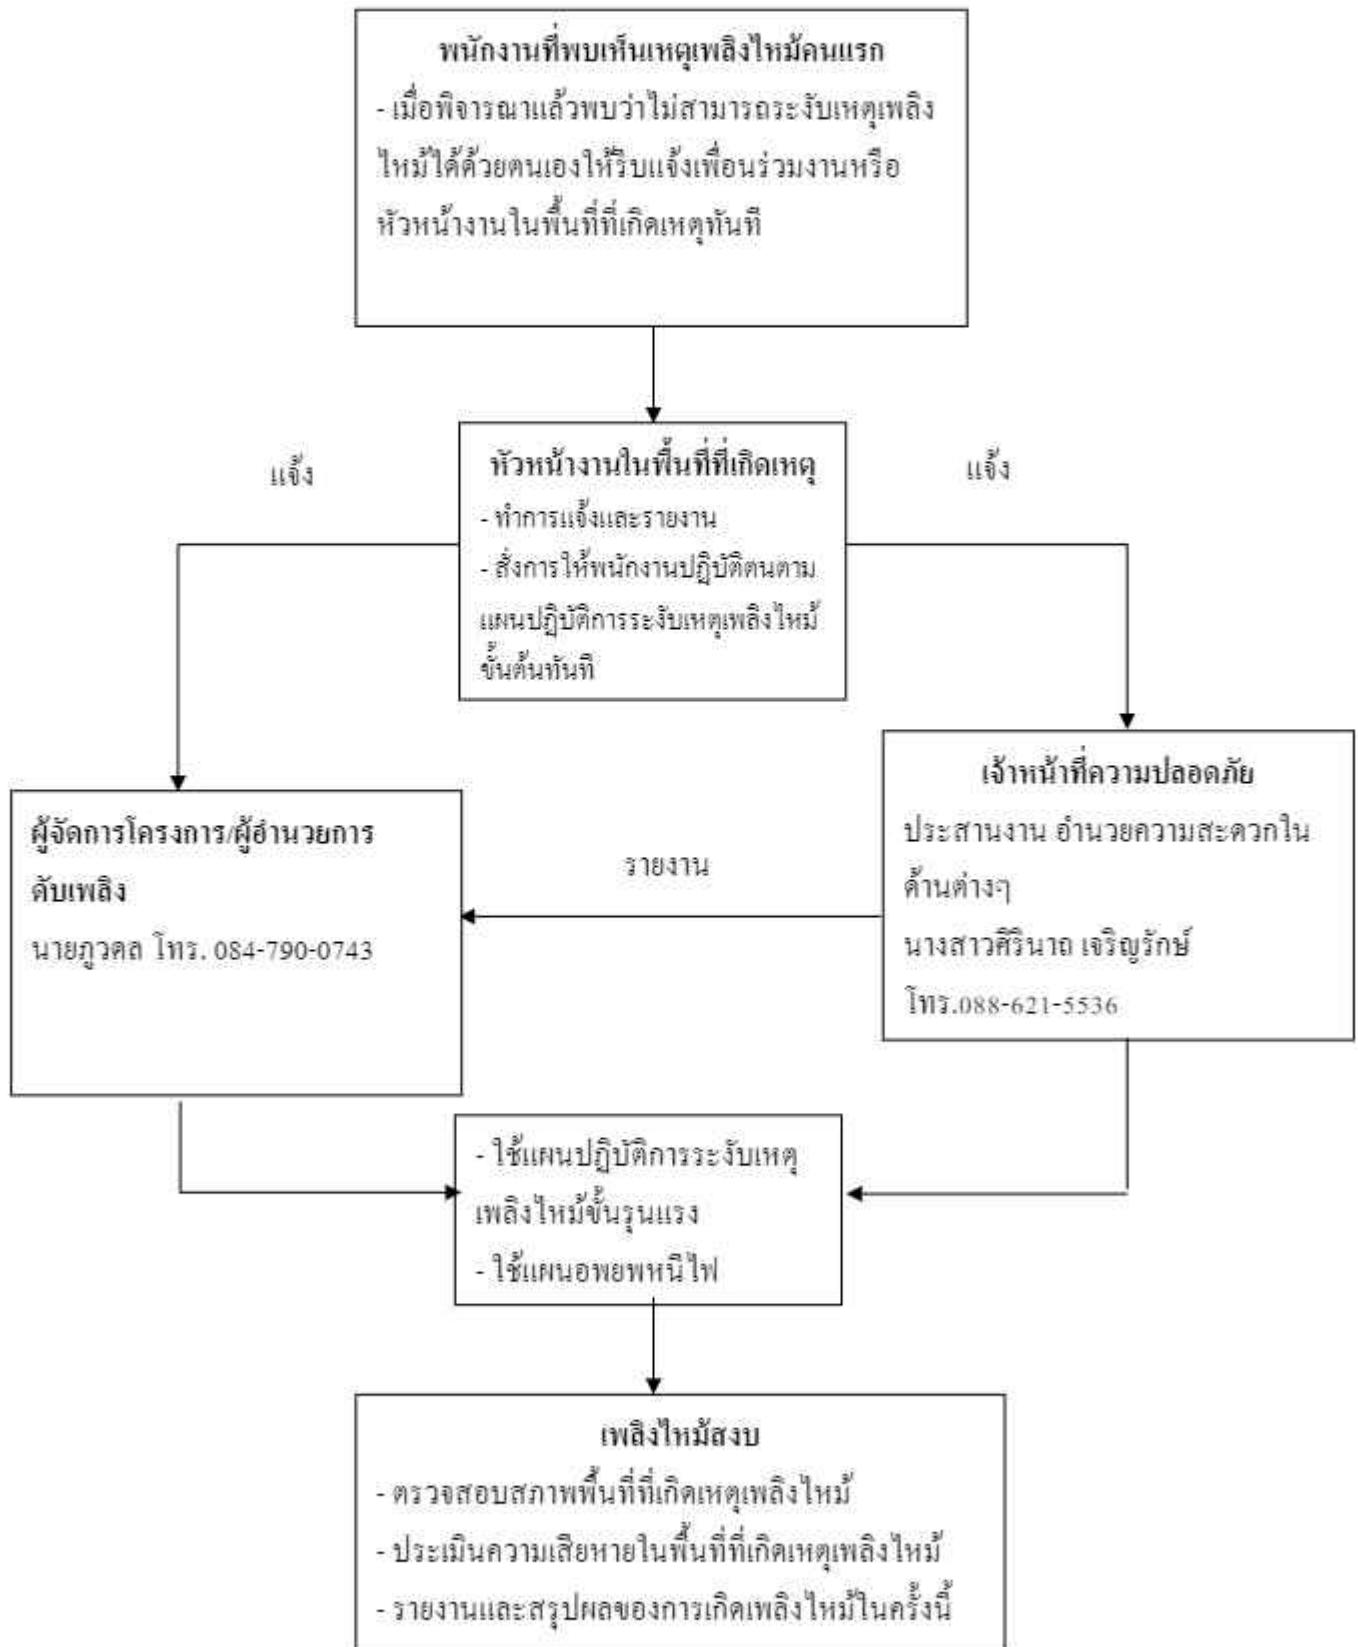 พนักงานที่พบเห็นเหตุเพลิงไหม้คนแรก
- เมื่อพิจารณาแล้วพบว่าไม่สามารถระงับเหตุเพลิง
ไหม้ได้ด้วยตนเองให้รีบแจ้งเพื่อนร่วมงานหรือ
หัวหน้างานในพื้นที่ที่เกิดเหตุทันที
แจ้ง
หัวหน้างานในพื้นที่ที่เกิดเหตุ
- ทำการแจ้งและรายงาน
- สั่งการให้พนักงานปฏิบัติตนตาม
แผนปฏิบัติการระงับเหตุเพลิงไหม้
ขั้นต้นทันที
แจ้ง
ผู้จัดการโครงการ/ผู้อำนวยการ
ดับเพลิง
นายภูวดล โทร. 084-790-0743
รายงาน
เจ้าหน้าที่ความปลอดภัย
ประสานงาน อำนวยความสะดวกใน
ด้านต่างๆ
นางสาวศิรินาถ เจริญรักษ์
โทร.088-621-5536
- ใช้แผนปฏิบัติการระงับเหตุ
เพลิงไหม้ขั้นรุนแรง
- ใช้แผนอพยพหนีไฟ
เพลิงไหม้สงบ
- ตรวจสอบสภาพพื้นที่ที่เกิดเหตุเพลิงไหม้
- ประเมินความเสียหายในพื้นที่ที่เกิดเหตุเพลิงไหม้
- รายงานและสรุปผลของการเกิดเพลิงไหม้ในครั้งนี้